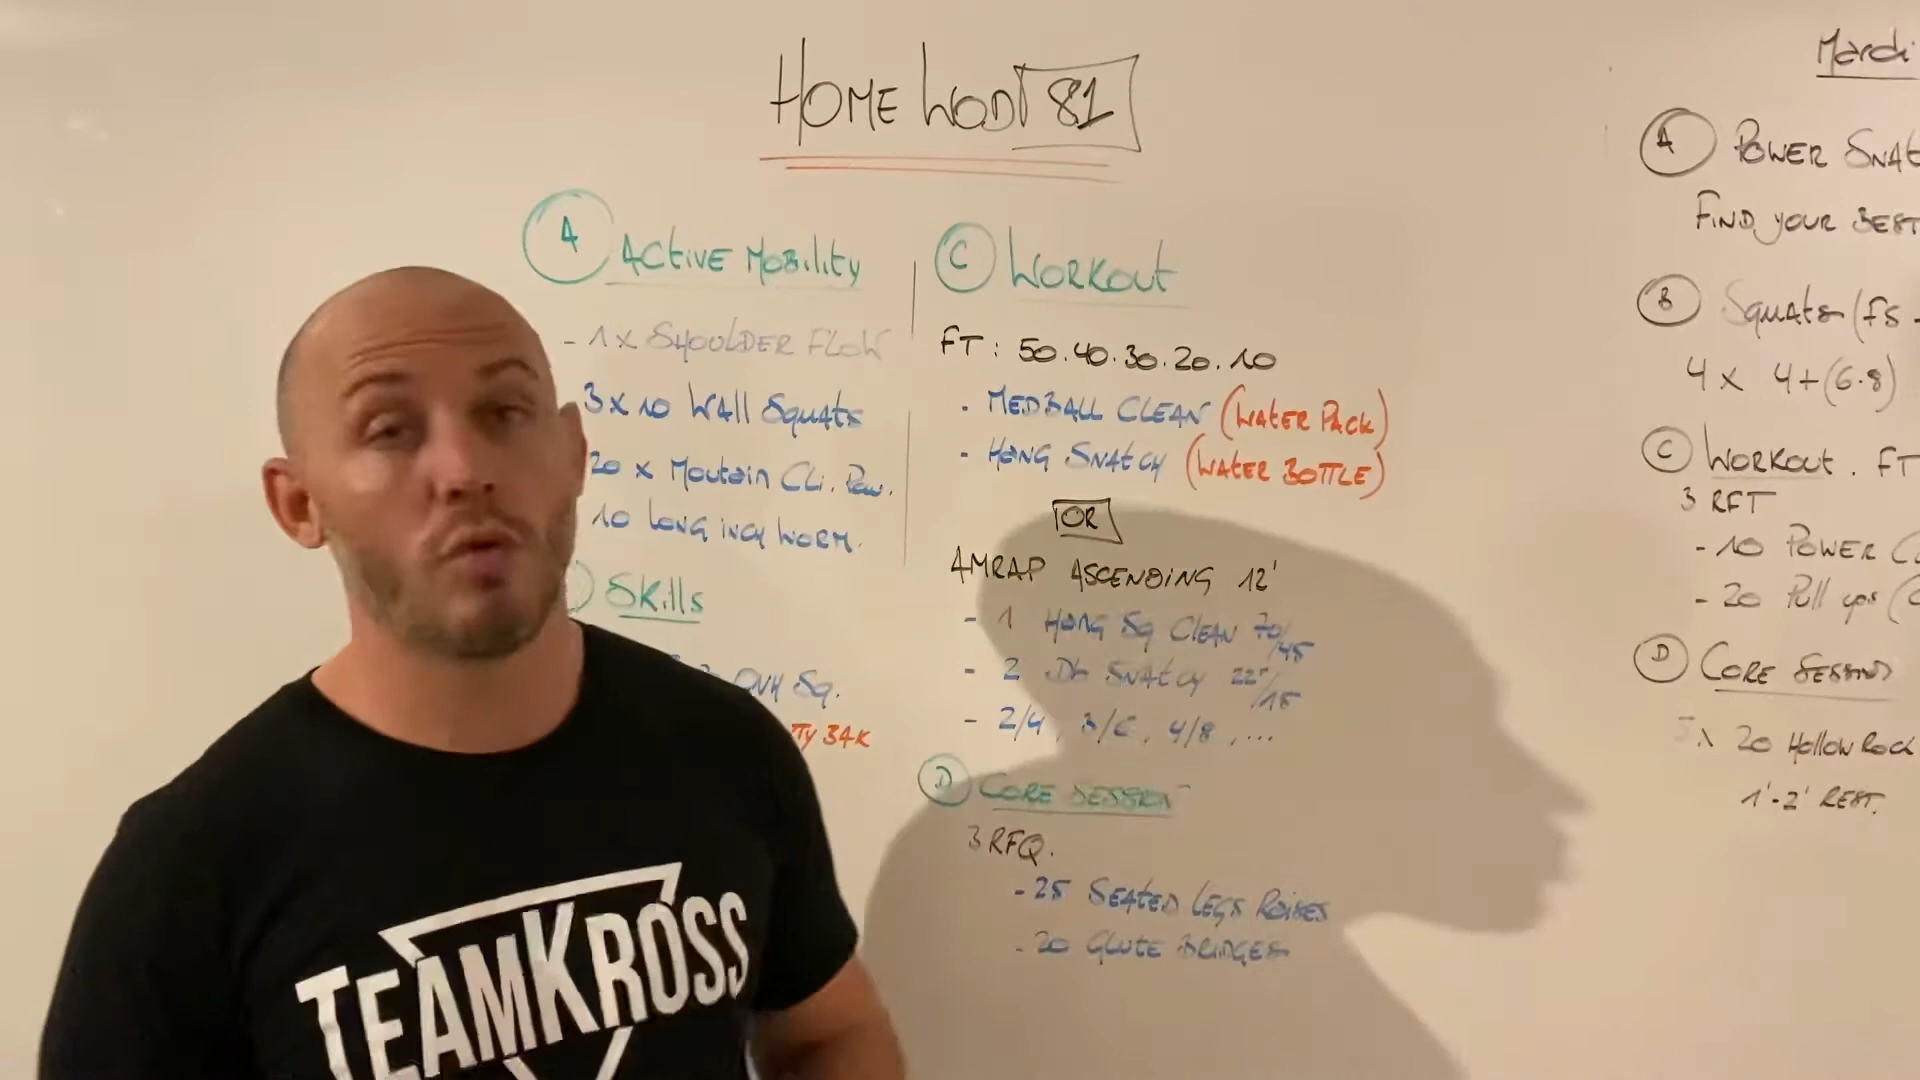 HOME WOD 81
A ACTIVE MOBILITY
- 1 x SHOULDER FLOW
3 x 10 WALL SQUATS
20 x MOUTAIN CLI. PAW.
10 LONG INCH WORM.
SKILLS
OVH SQ.
34K
C WORKOUT
FT : 50.40.30.20.10
- MEDBALL CLEAN (WATER PACK)
- HANG SNATCH (WATER BOTTLE)
OR
AMRAP ASCENDING 12'
- 1 HANG SQ CLEAN 70/45
- 2 Db SNATCH 22,5/15
- 2/4, 3/6, 4/8, ...
D CORE SESSION
3 RFQ.
- 25 SEATED LEGS RAISES
- 20 GLUTE BRIDGES
Mardi
A POWER SNAT
FIND YOUR BEST
B SQUATS (FS -
4 x 4+(6.8)
C WORKOUT . FT
3 RFT
- 10 POWER
- 20 Pull ups
D CORE SESSION
20 HOLLOW ROCK
1'-2' REST.
TEAMKROSS